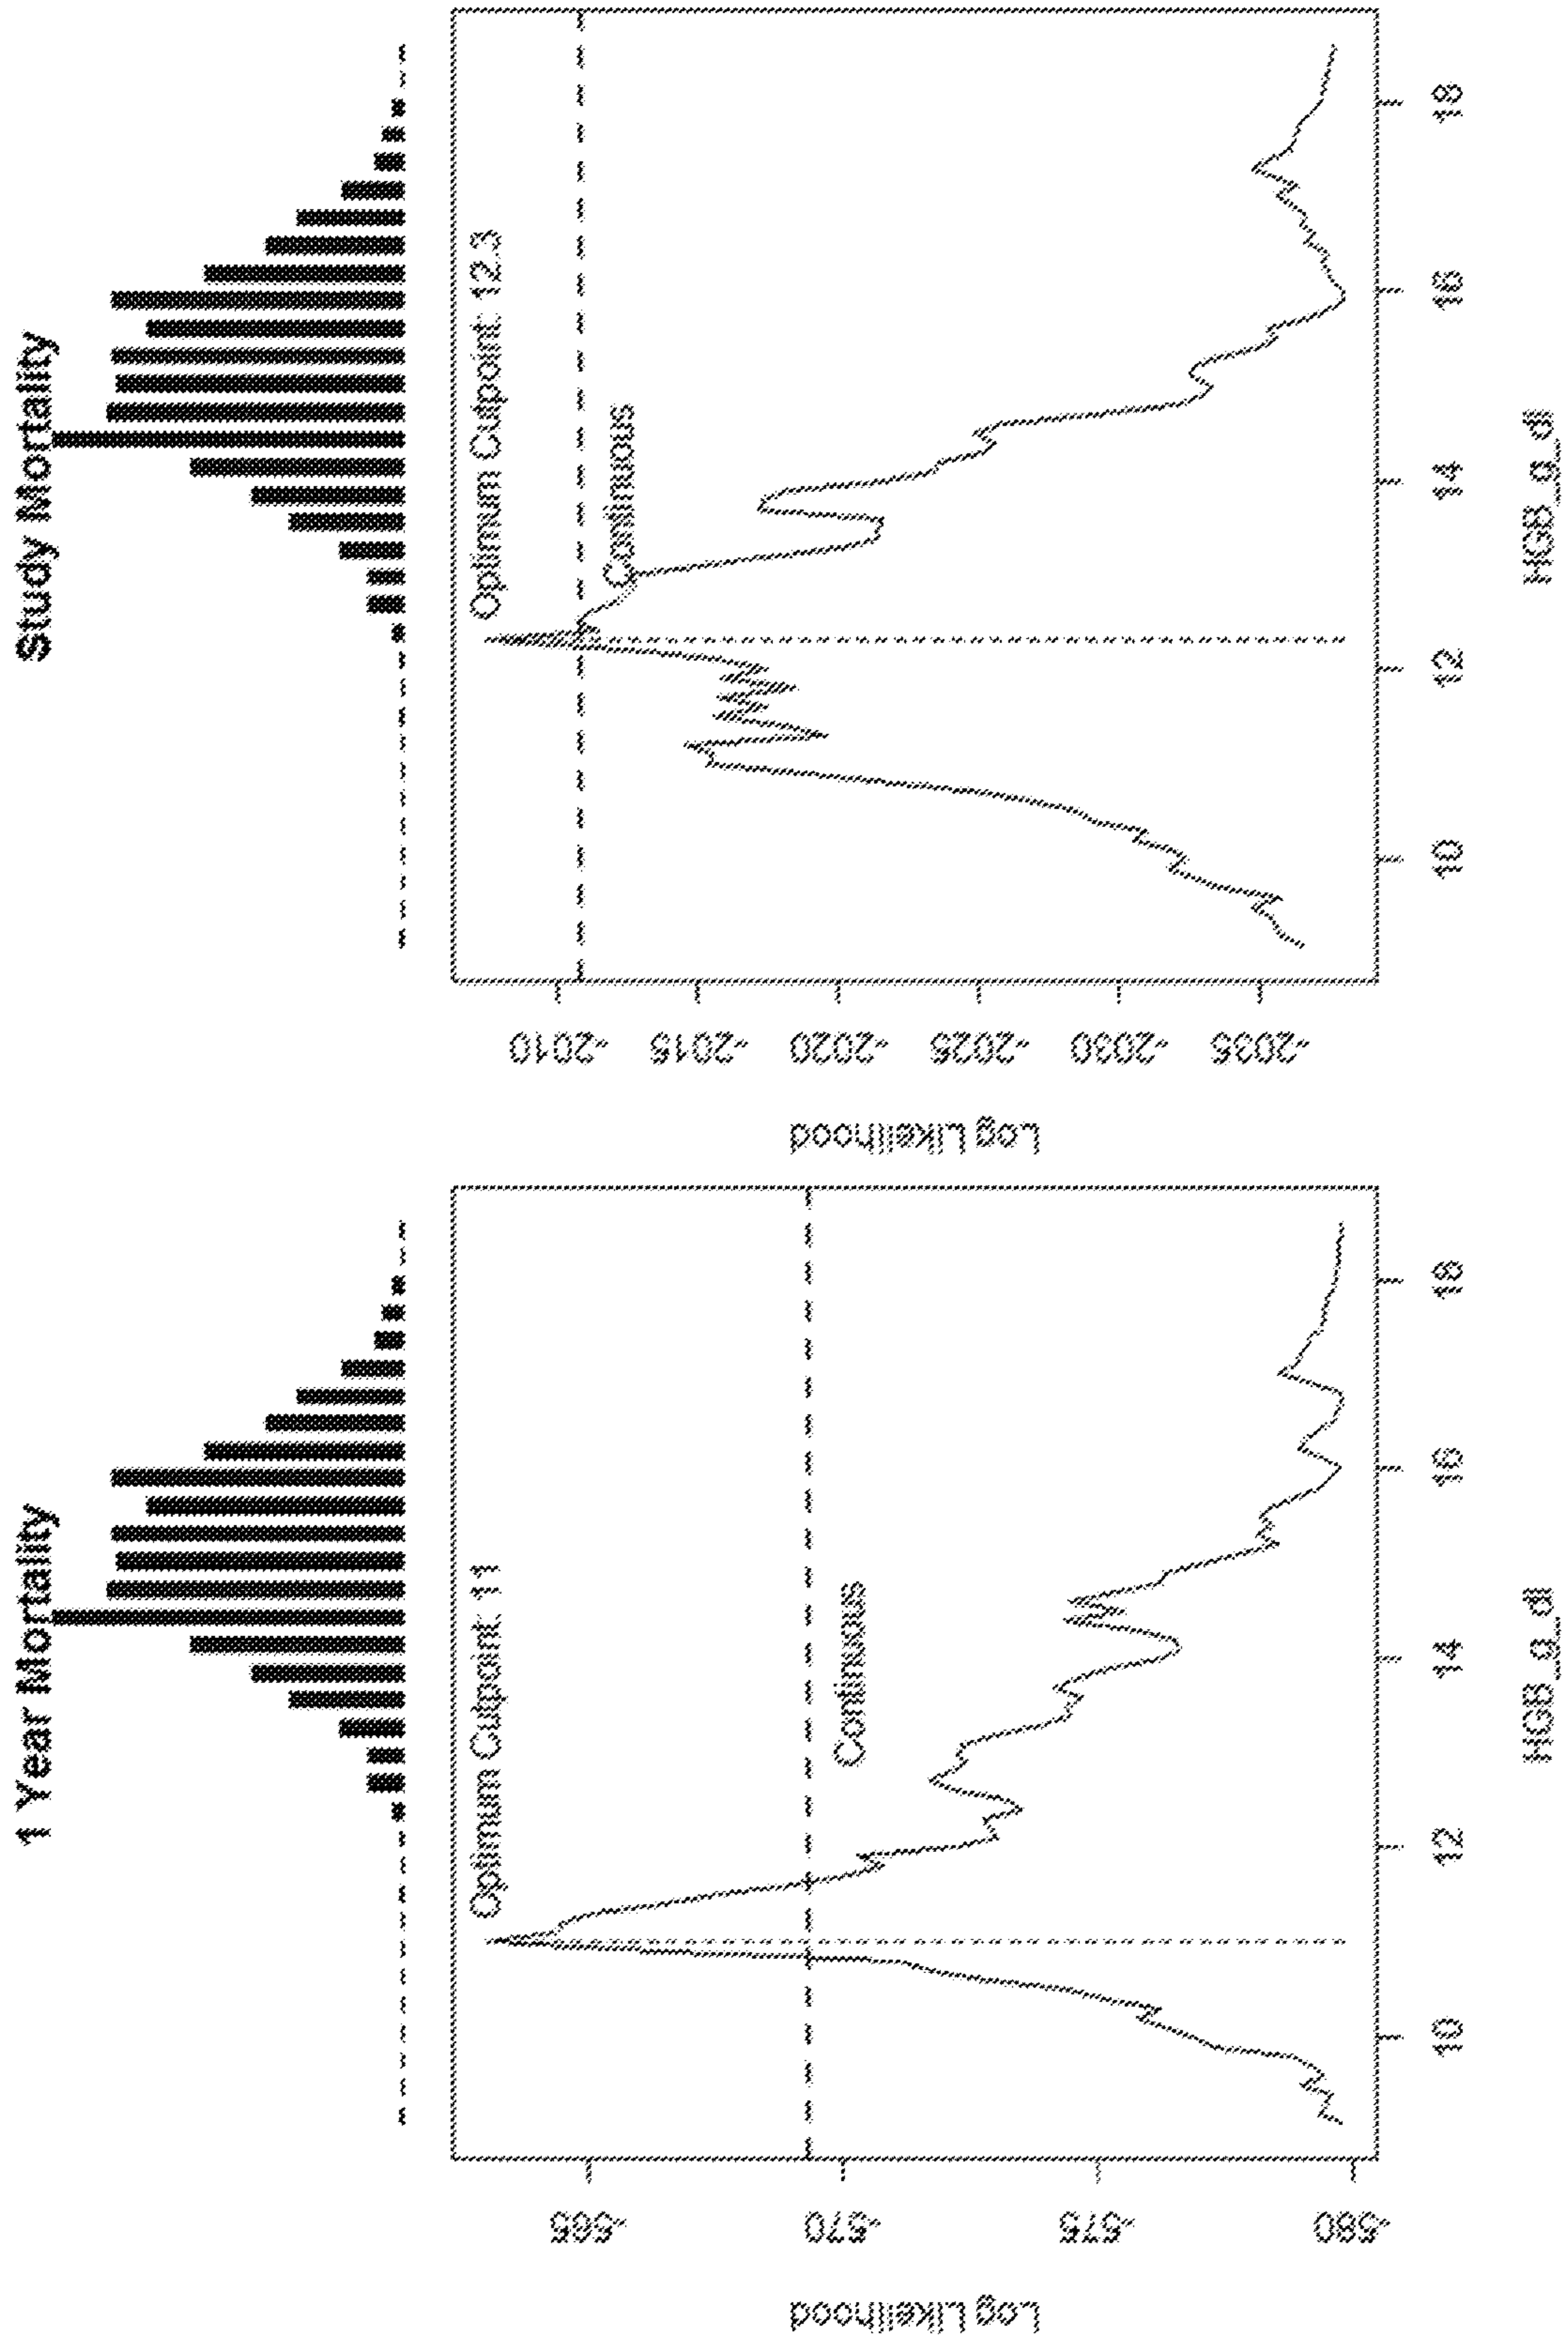 1 Year Mortality
Optimum Cutpoint: 11
Continuous
Log Likelihood
-565
-570
-575
-580
10
12
14
16
18
HGB_g_dl
Study Mortality
Optimum Cutpoint: 12.3
Continuous
Log Likelihood
-2010
-2015
-2020
-2025
-2030
-2035
10
12
14
16
18
HGB_g_dl